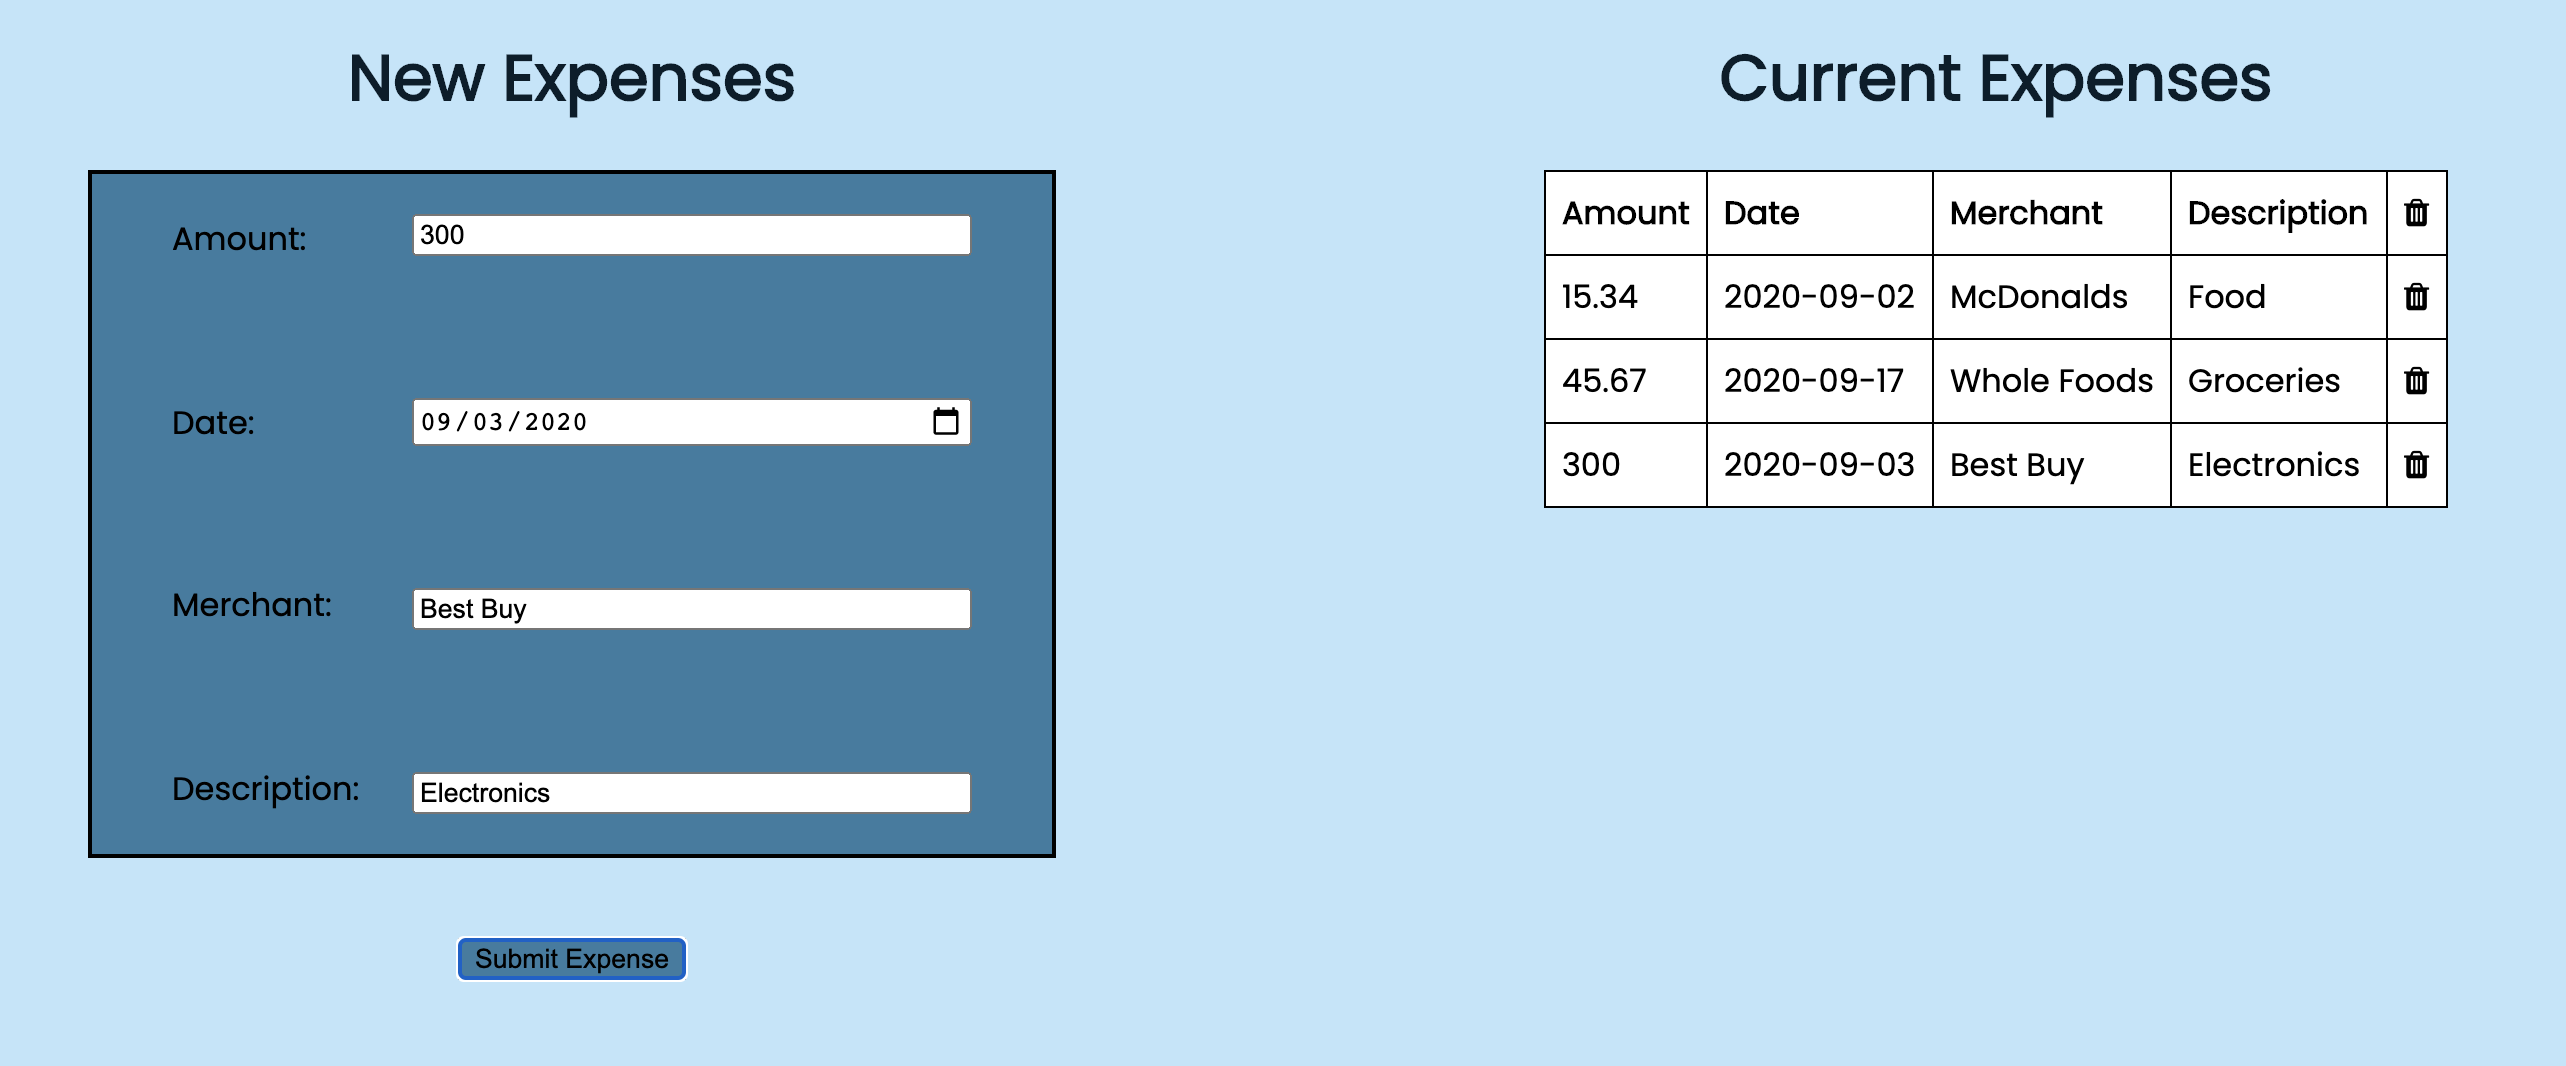 New Expenses
Amount: 300
Date: 09/03/2020
Merchant: Best Buy
Description: Electronics
Submit Expense
Current Expenses
Amount Date Merchant Description
15.34 2020-09-02 McDonalds Food
45.67 2020-09-17 Whole Foods Groceries
300 2020-09-03 Best Buy Electronics